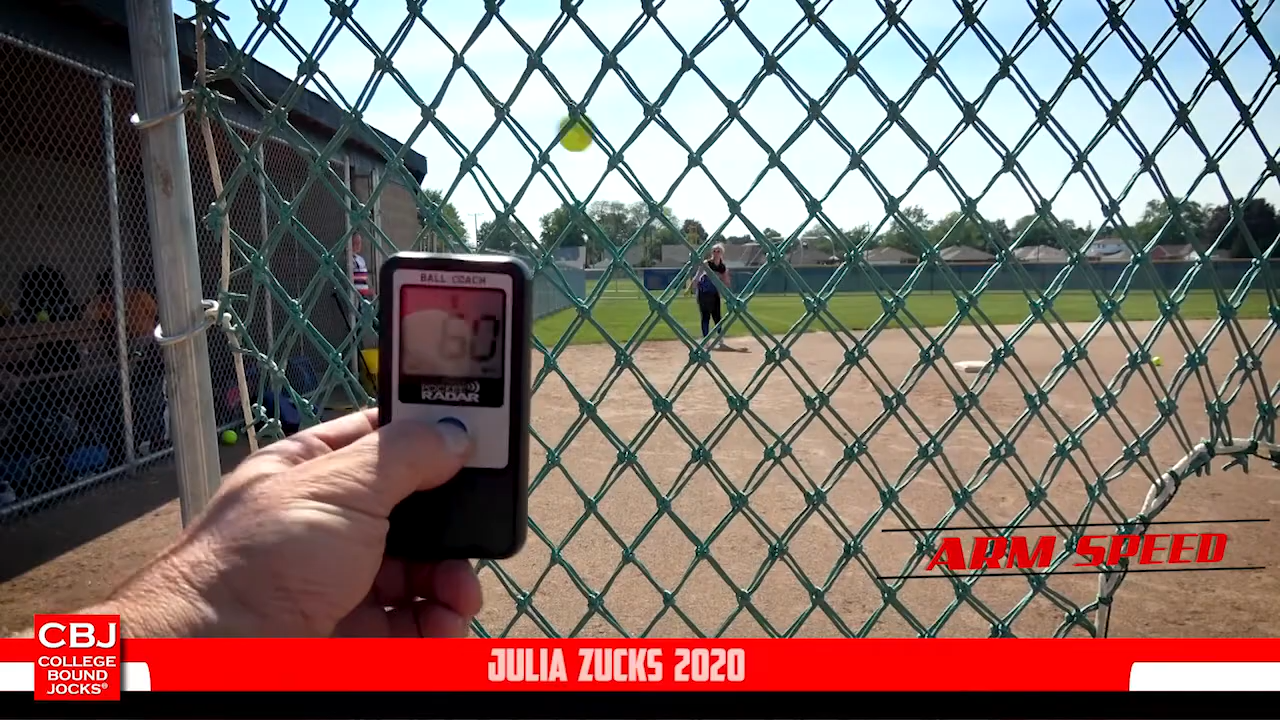 BALL COACH
60
POCKET
RADAR
ARM SPEED
CBJ
COLLEGE
BOUND
JOCKS®
JULIA ZUCKS 2020